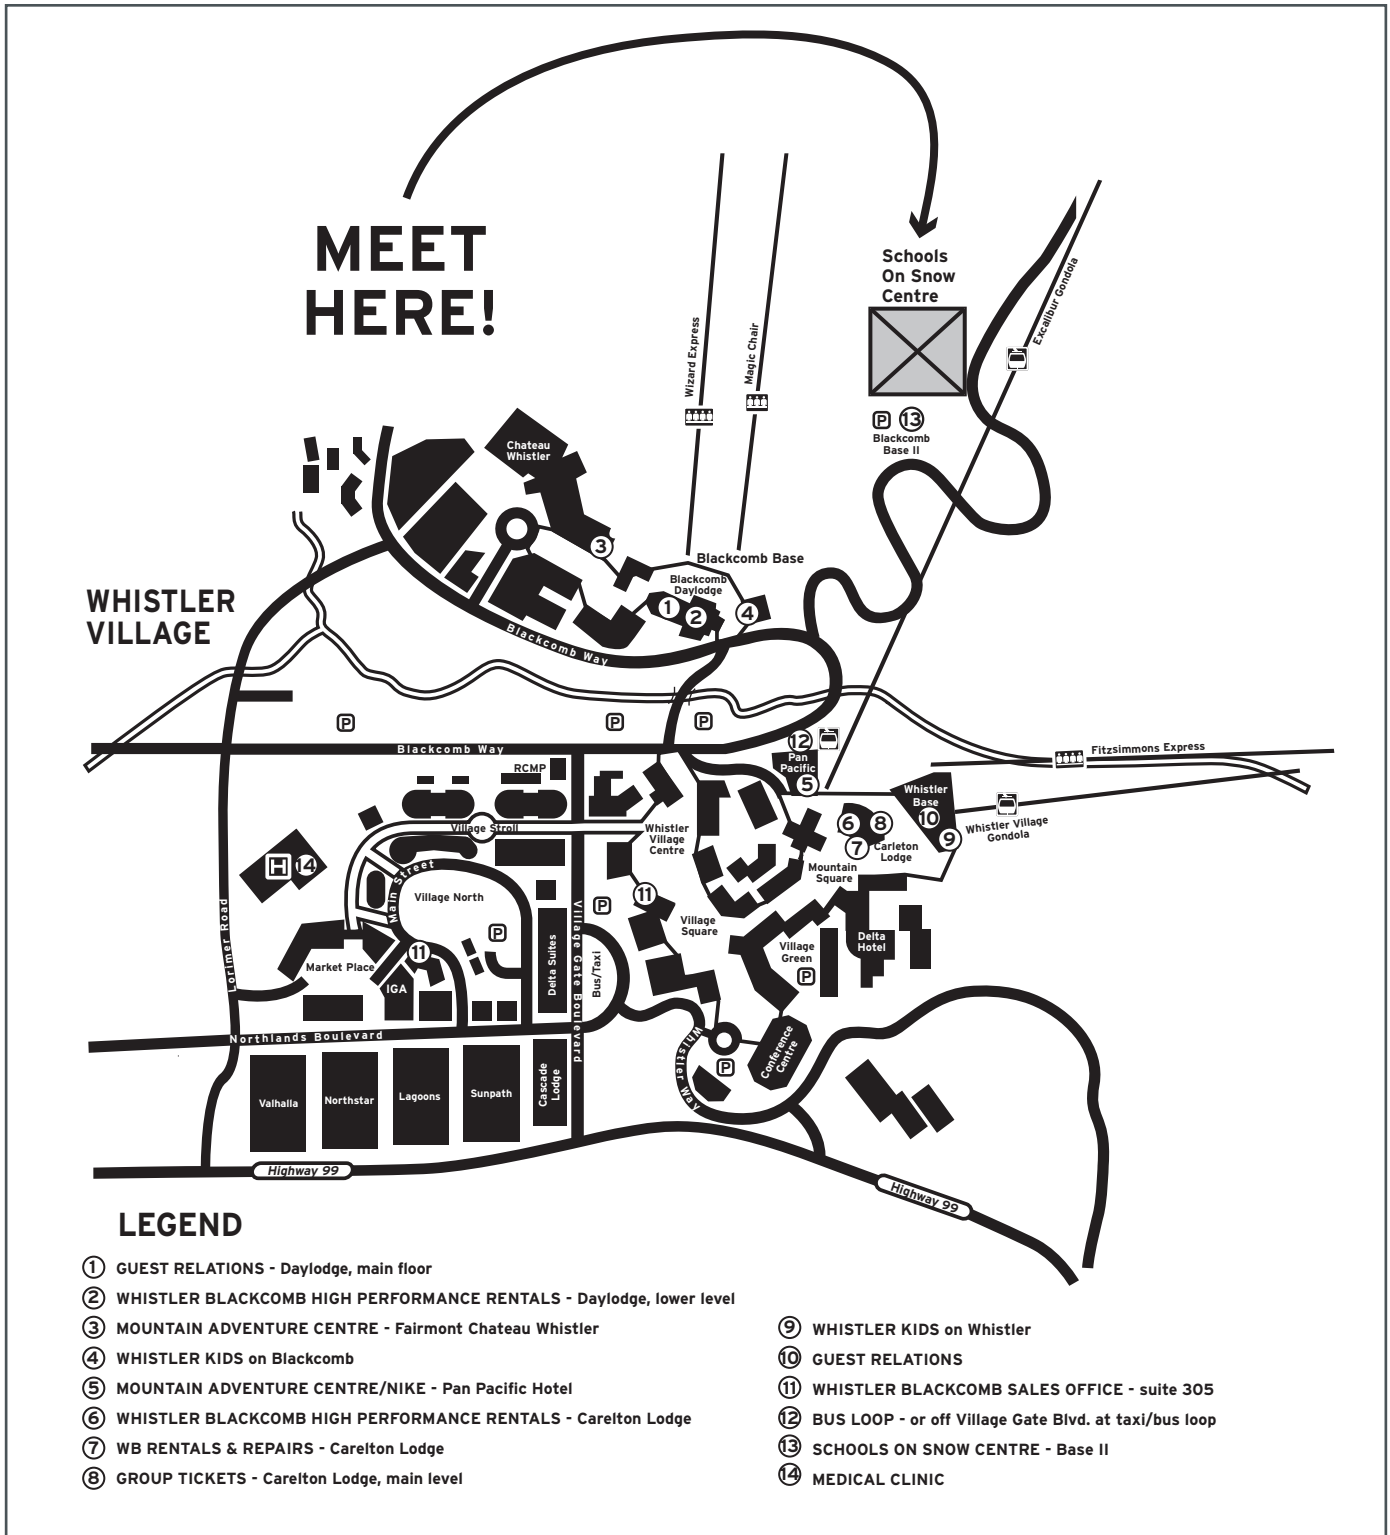 MEET
HERE!
Schools
On Snow
Centre
Excalibur Gondola
Wizard Express
Magic Chair
P 13
Blackcomb
Base II
Chateau
Whistler
3
Blackcomb Base
Blackcomb
Daylodge
1
2
4
WHISTLER
VILLAGE
Blackcomb Way
P
P
P
12
Blackcomb Way
Pan
Pacific
5
Fitzsimmons Express
RCMP
Whistler
Base
10
9
Whistler Village
Gondola
Village Stroll
Whistler
Village
Centre
6
8
7
Carleton
Lodge
H 14
Main Street
Village North
Mountain
Square
11
P
Village
Square
Lorimer Road
P
Village Gate Boulevard
Delta Suites
Bus/Taxi
Delta
Hotel
Village
Green
P
11
Market Place
IGA
Northlands Boulevard
Whistler Way
P
Conference
Centre
Valhalla
Northstar
Lagoons
Sunpath
Cascade
Lodge
Highway 99
Highway 99
LEGEND
1 GUEST RELATIONS - Daylodge, main floor
2 WHISTLER BLACKCOMB HIGH PERFORMANCE RENTALS - Daylodge, lower level
3 MOUNTAIN ADVENTURE CENTRE - Fairmont Chateau Whistler
4 WHISTLER KIDS on Blackcomb
5 MOUNTAIN ADVENTURE CENTRE/NIKE - Pan Pacific Hotel
6 WHISTLER BLACKCOMB HIGH PERFORMANCE RENTALS - Carelton Lodge
7 WB RENTALS & REPAIRS - Carelton Lodge
8 GROUP TICKETS - Carelton Lodge, main level
9 WHISTLER KIDS on Whistler
10 GUEST RELATIONS
11 WHISTLER BLACKCOMB SALES OFFICE - suite 305
12 BUS LOOP - or off Village Gate Blvd. at taxi/bus loop
13 SCHOOLS ON SNOW CENTRE - Base II
14 MEDICAL CLINIC